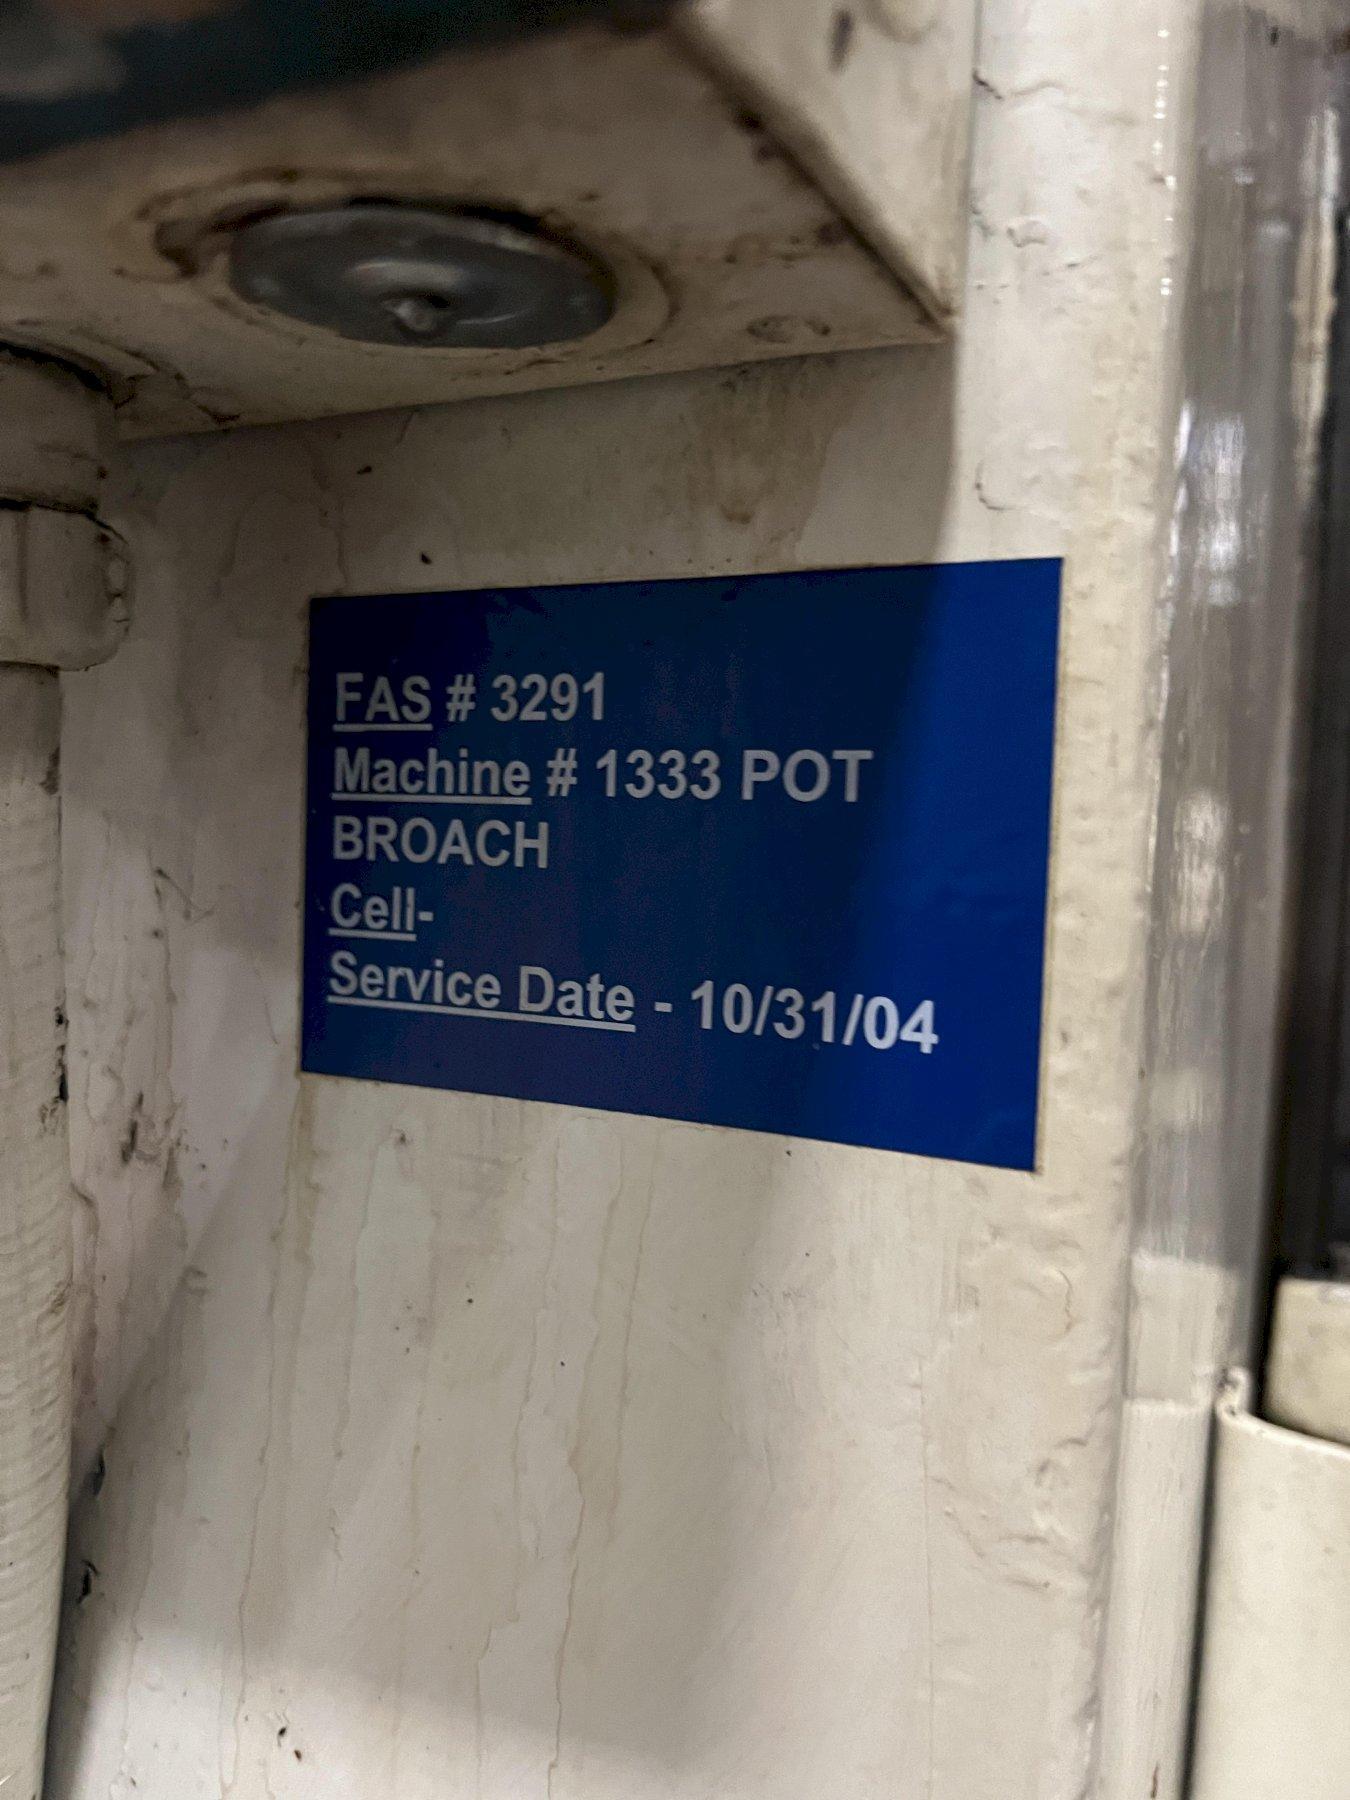 FAS # 3291
Machine # 1333 POT
BROACH
Cell-
Service Date - 10/31/04